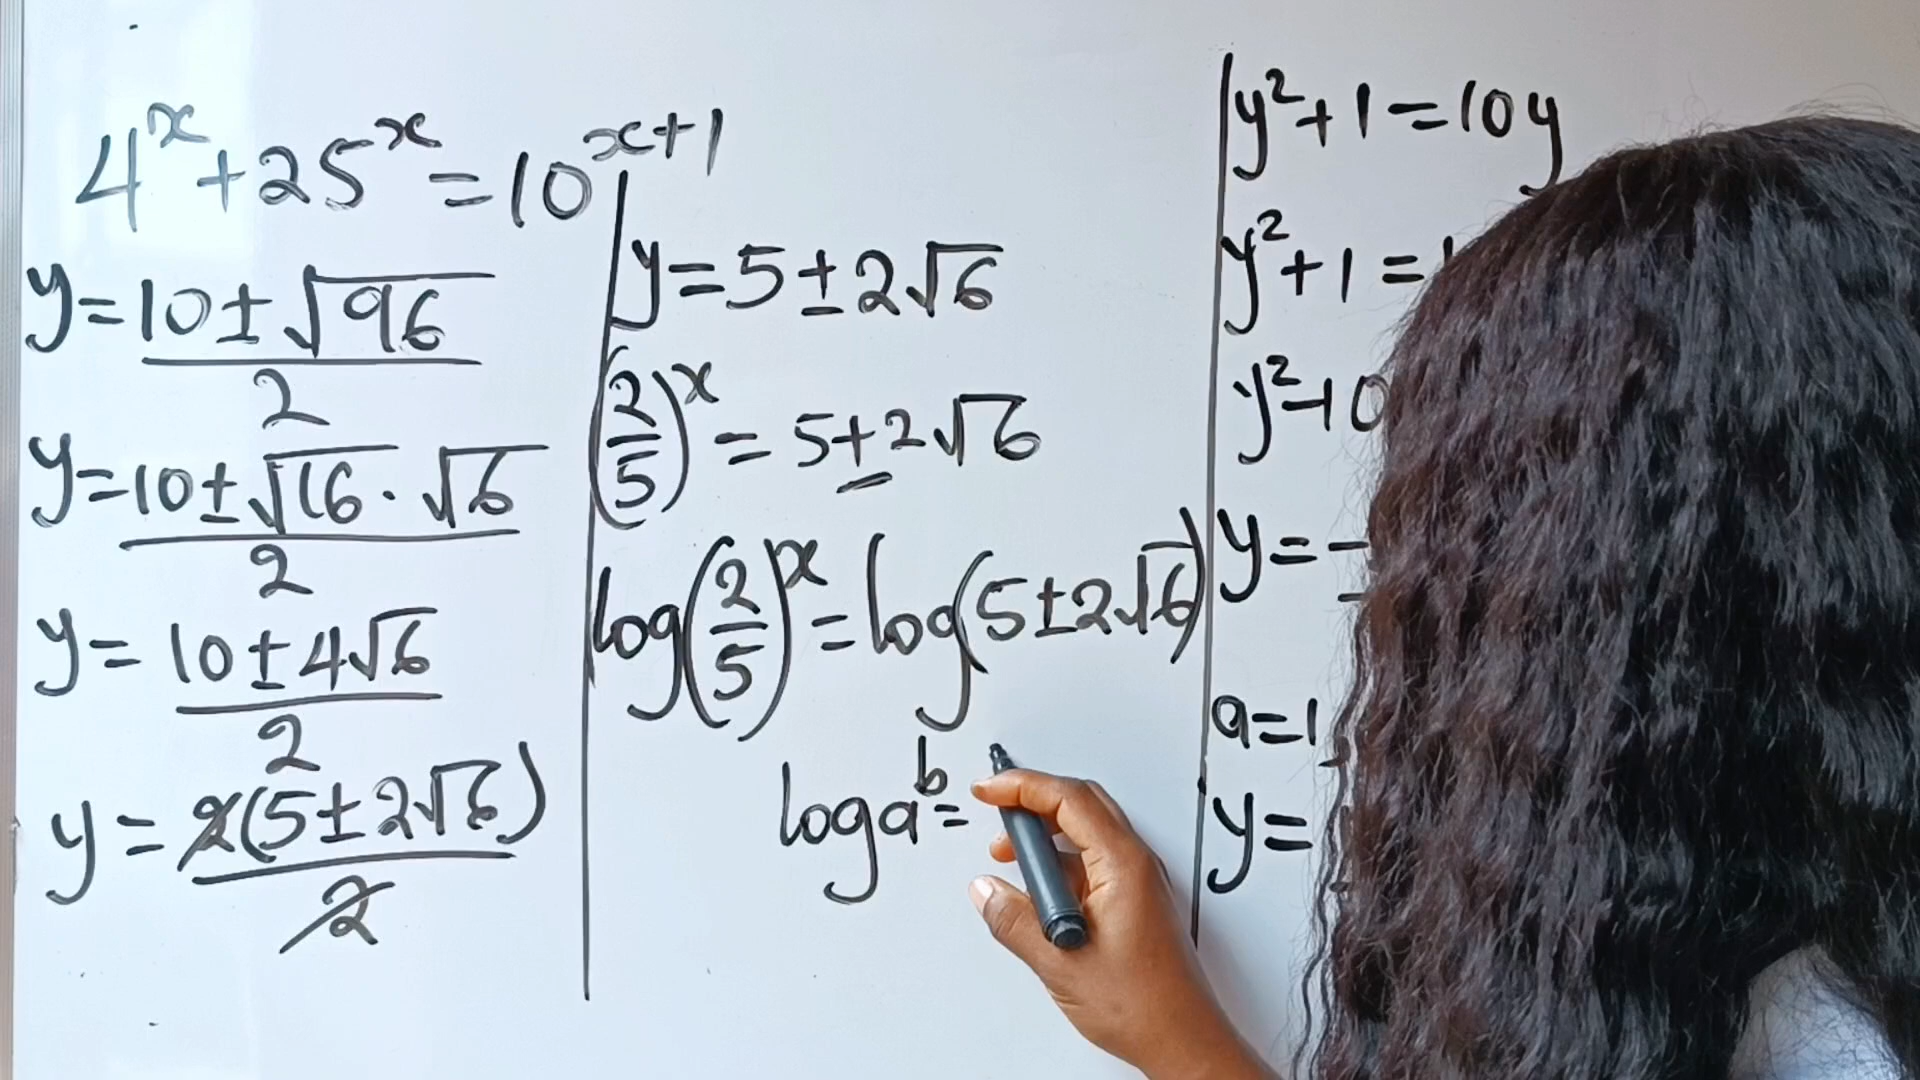 4^x + 25^x = 10^(x+1)
y = (10 ± √96)/2
y = (10 ± √16 · √6)/2
y = (10 ± 4√6)/2
y = 2(5 ± 2√6)/2
y = 5 ± 2√6
(2/5)^x = 5 ± 2√6
log(2/5)^x = log(5 ± 2√6)
log a^b =
y² + 1 = 10y
y² + 1 =
y² - 10
y = -
a = 1,
y =